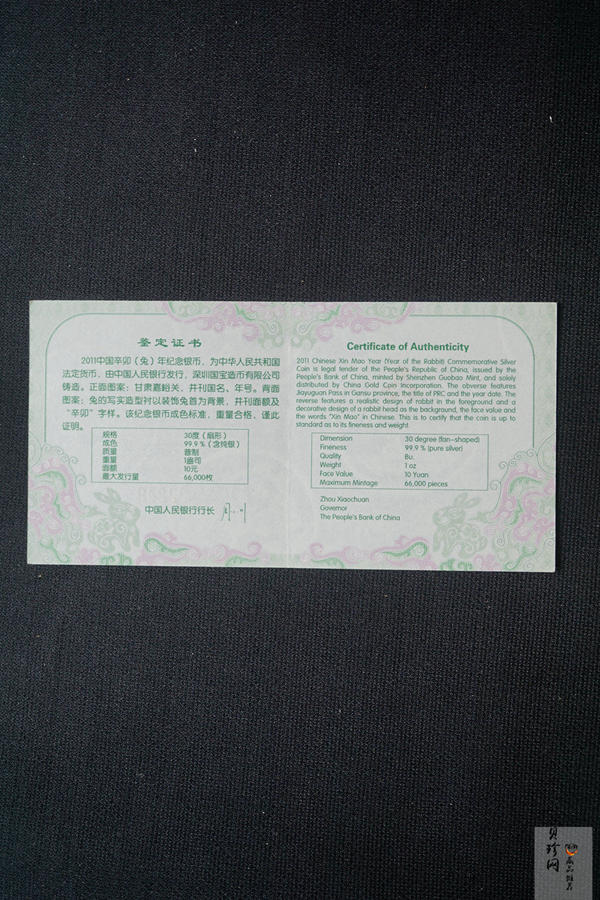 鉴定证书
2011中国辛卯（兔）年纪念银币，为中华人民共和国
法定货币，由中国人民银行发行，深圳国宝造币有限公司
铸造。正面图案：甘肃嘉峪关，并刊国名、年号。背面
图案：兔的写实造型衬以装饰兔首为背景，并刊面额及
“辛卯”字样。该纪念银币成色标准，重量合格，谨此
证明。
规格 30度（扇形）
成色 99.9％（含纯银）
质量 普制
重量 1盎司
面额 10元
最大发行量 66,000枚
中国人民银行行长
Certificate of Authenticity
2011 Chinese Xin Mao Year (Year of the Rabbit) Commemorative Silver
Coin is legal tender of the People's Republic of China, issued by the
People's Bank of China, minted by Shenzhen Guobao Mint, and solely
distributed by China Gold Coin Incorporation. The obverse features
Jiayuguan Pass in Gansu province, the title of PRC and the year date. The
reverse features a realistic design of rabbit in the foreground and a
decorative design of a rabbit head as the background, the face value and
the words "Xin Mao" in Chinese. This is to certify that the coin is up to
standard as to its fineness and weight.
Dimension 30 degree (fan-shaped)
Fineness 99.9 % (pure silver)
Quality Bu.
Weight 1 oz
Face Value 10 Yuan
Maximum Mintage 66,000 pieces
Zhou Xiaochuan
Governor
The People's Bank of China
贝珍网